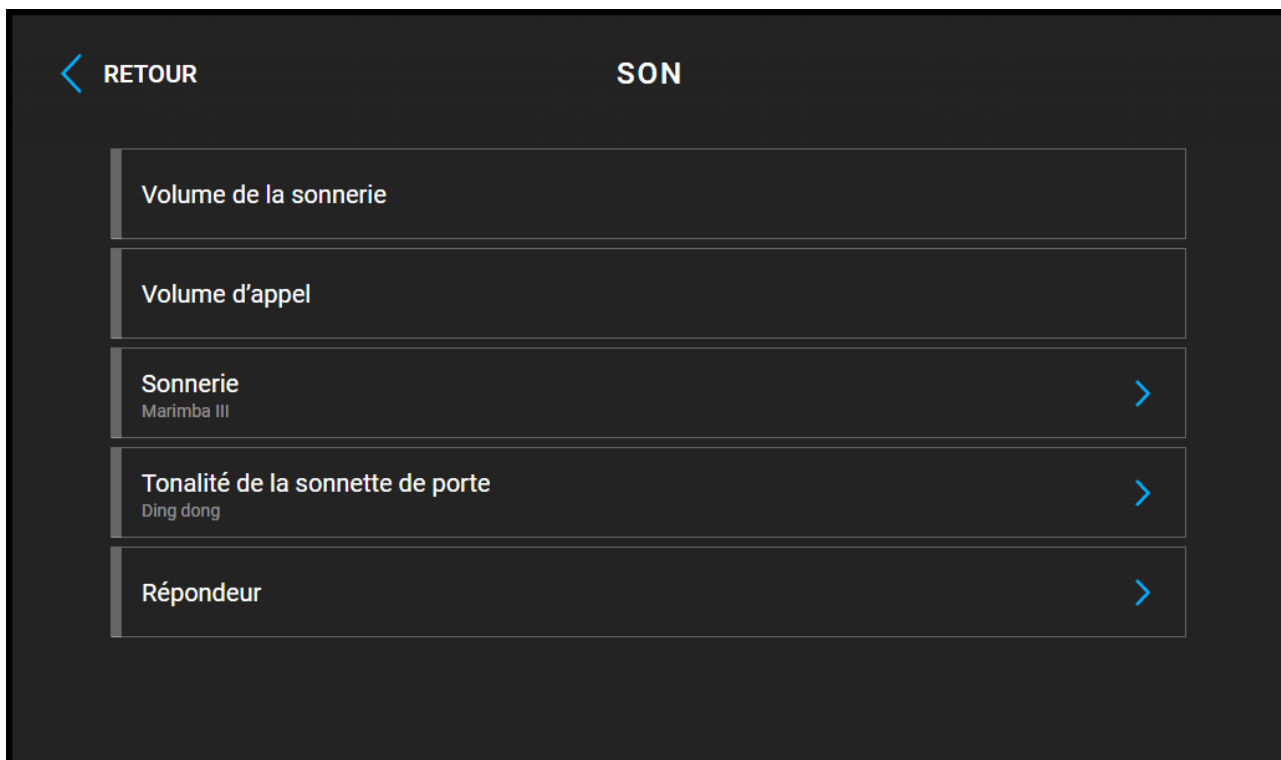 RETOUR
SON
Volume de la sonnerie
Volume d’appel
Sonnerie
Marimba III
Tonalité de la sonnette de porte
Ding dong
Répondeur